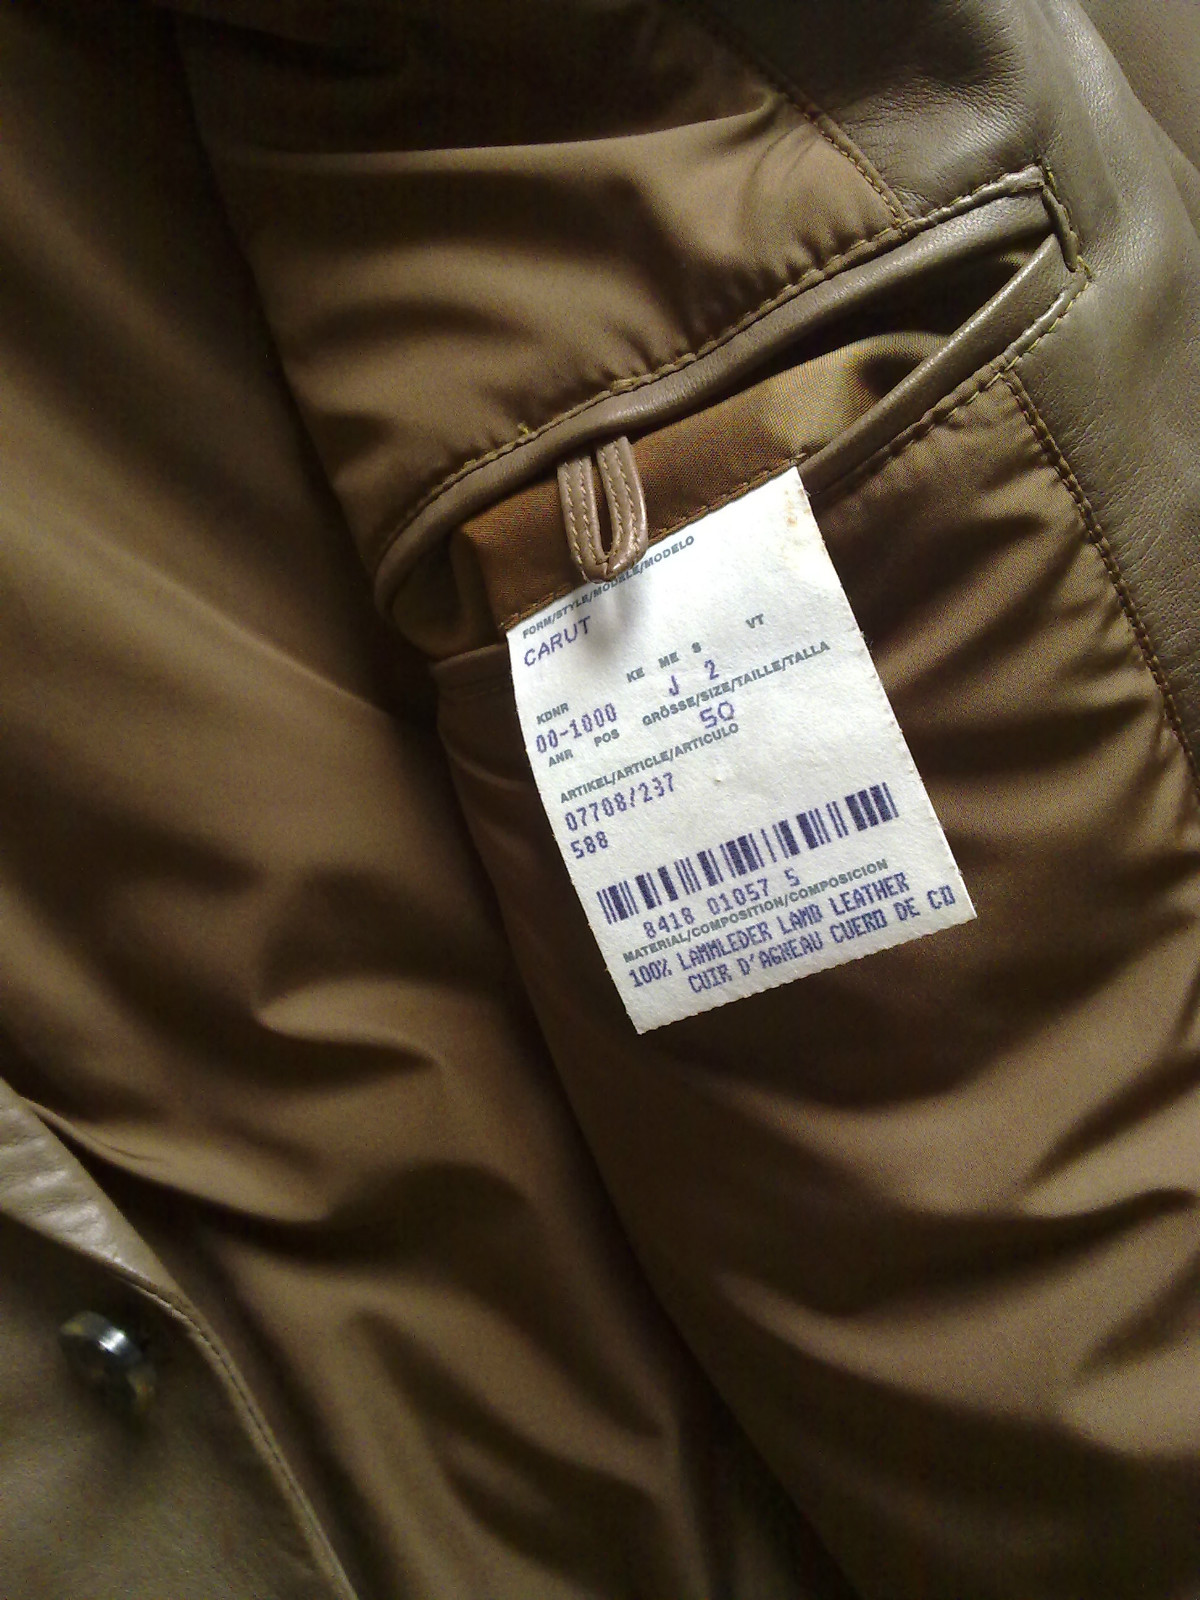 FORM/STYLE/MODELE/MODELO
CARUT
KE ME S VT
J 2
KDNR GRÖSSE/SIZE/TAILLE/TALLA
00-1000 50
ANR POS
ARTIKEL/ARTICLE/ARTICULO
07708/237
588
8418 01057 5
MATERIAL/COMPOSITION/COMPOSICION
100% LAMMLEDER LAMB LEATHER
CUIR D'AGNEAU CUERO DE CO